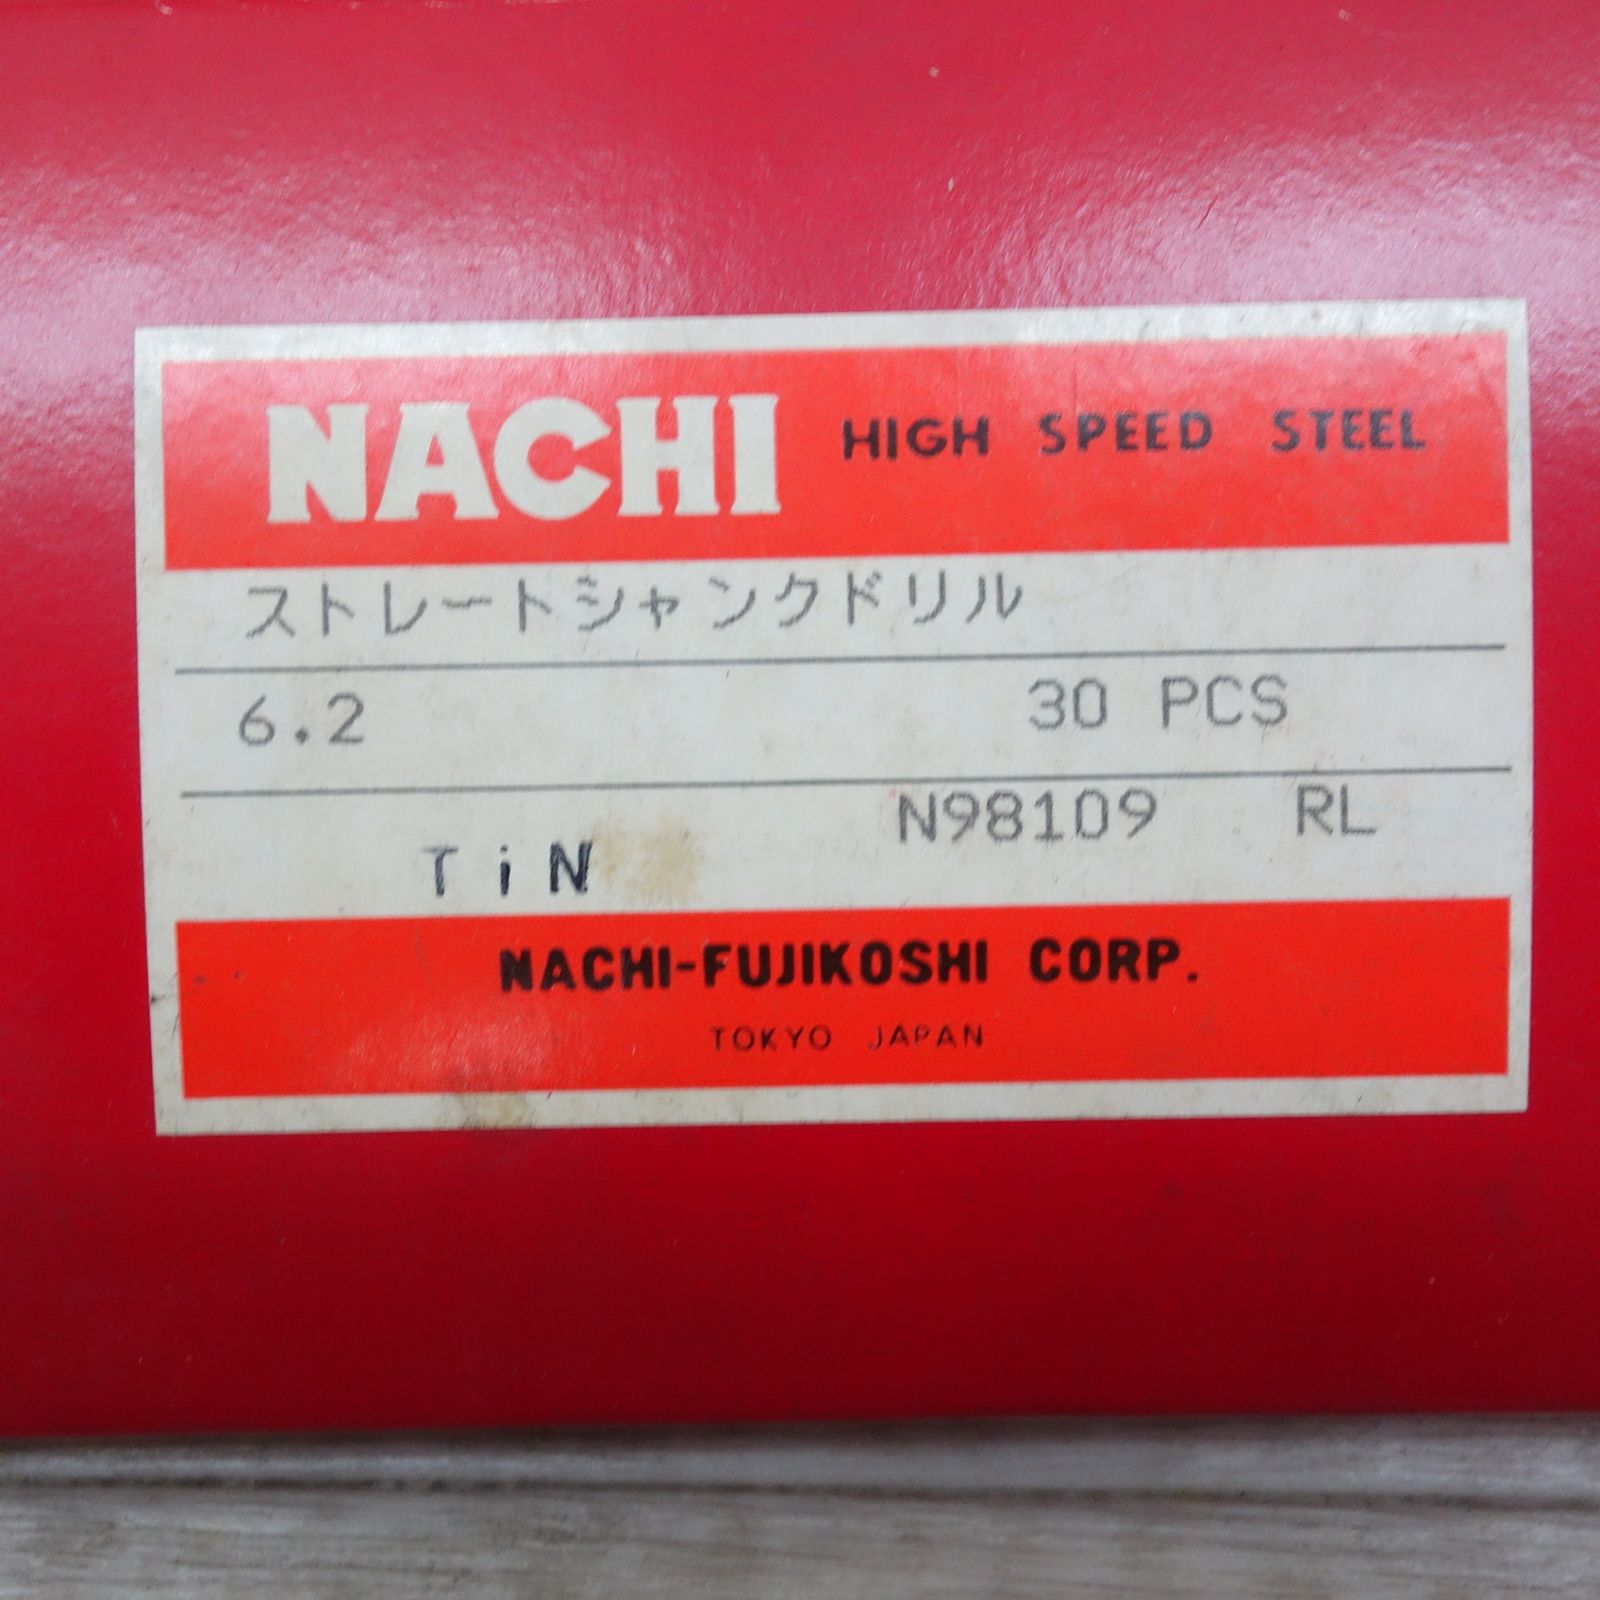 NACHI HIGH SPEED STEEL
ストレートシャンクドリル
6.2 30 PCS
N98109 RL
TiN
NACHI-FUJIKOSHI CORP.
TOKYO JAPAN